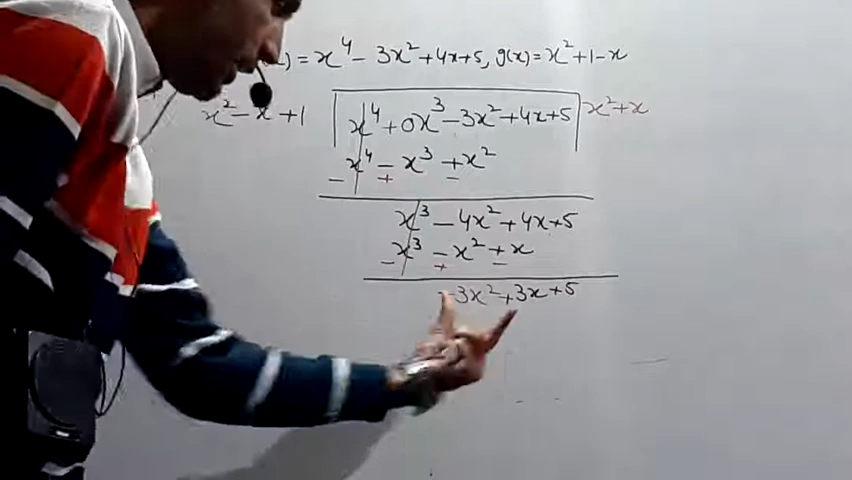 ) = x⁴ - 3x² + 4x + 5, g(x) = x² + 1 - x
x² - x + 1 x⁴ + 0x³ - 3x² + 4x + 5 x² + x
x⁴ - x³ + x²
- + -
x³ - 4x² + 4x + 5
x³ - x² + x
- + -
-3x² + 3x + 5